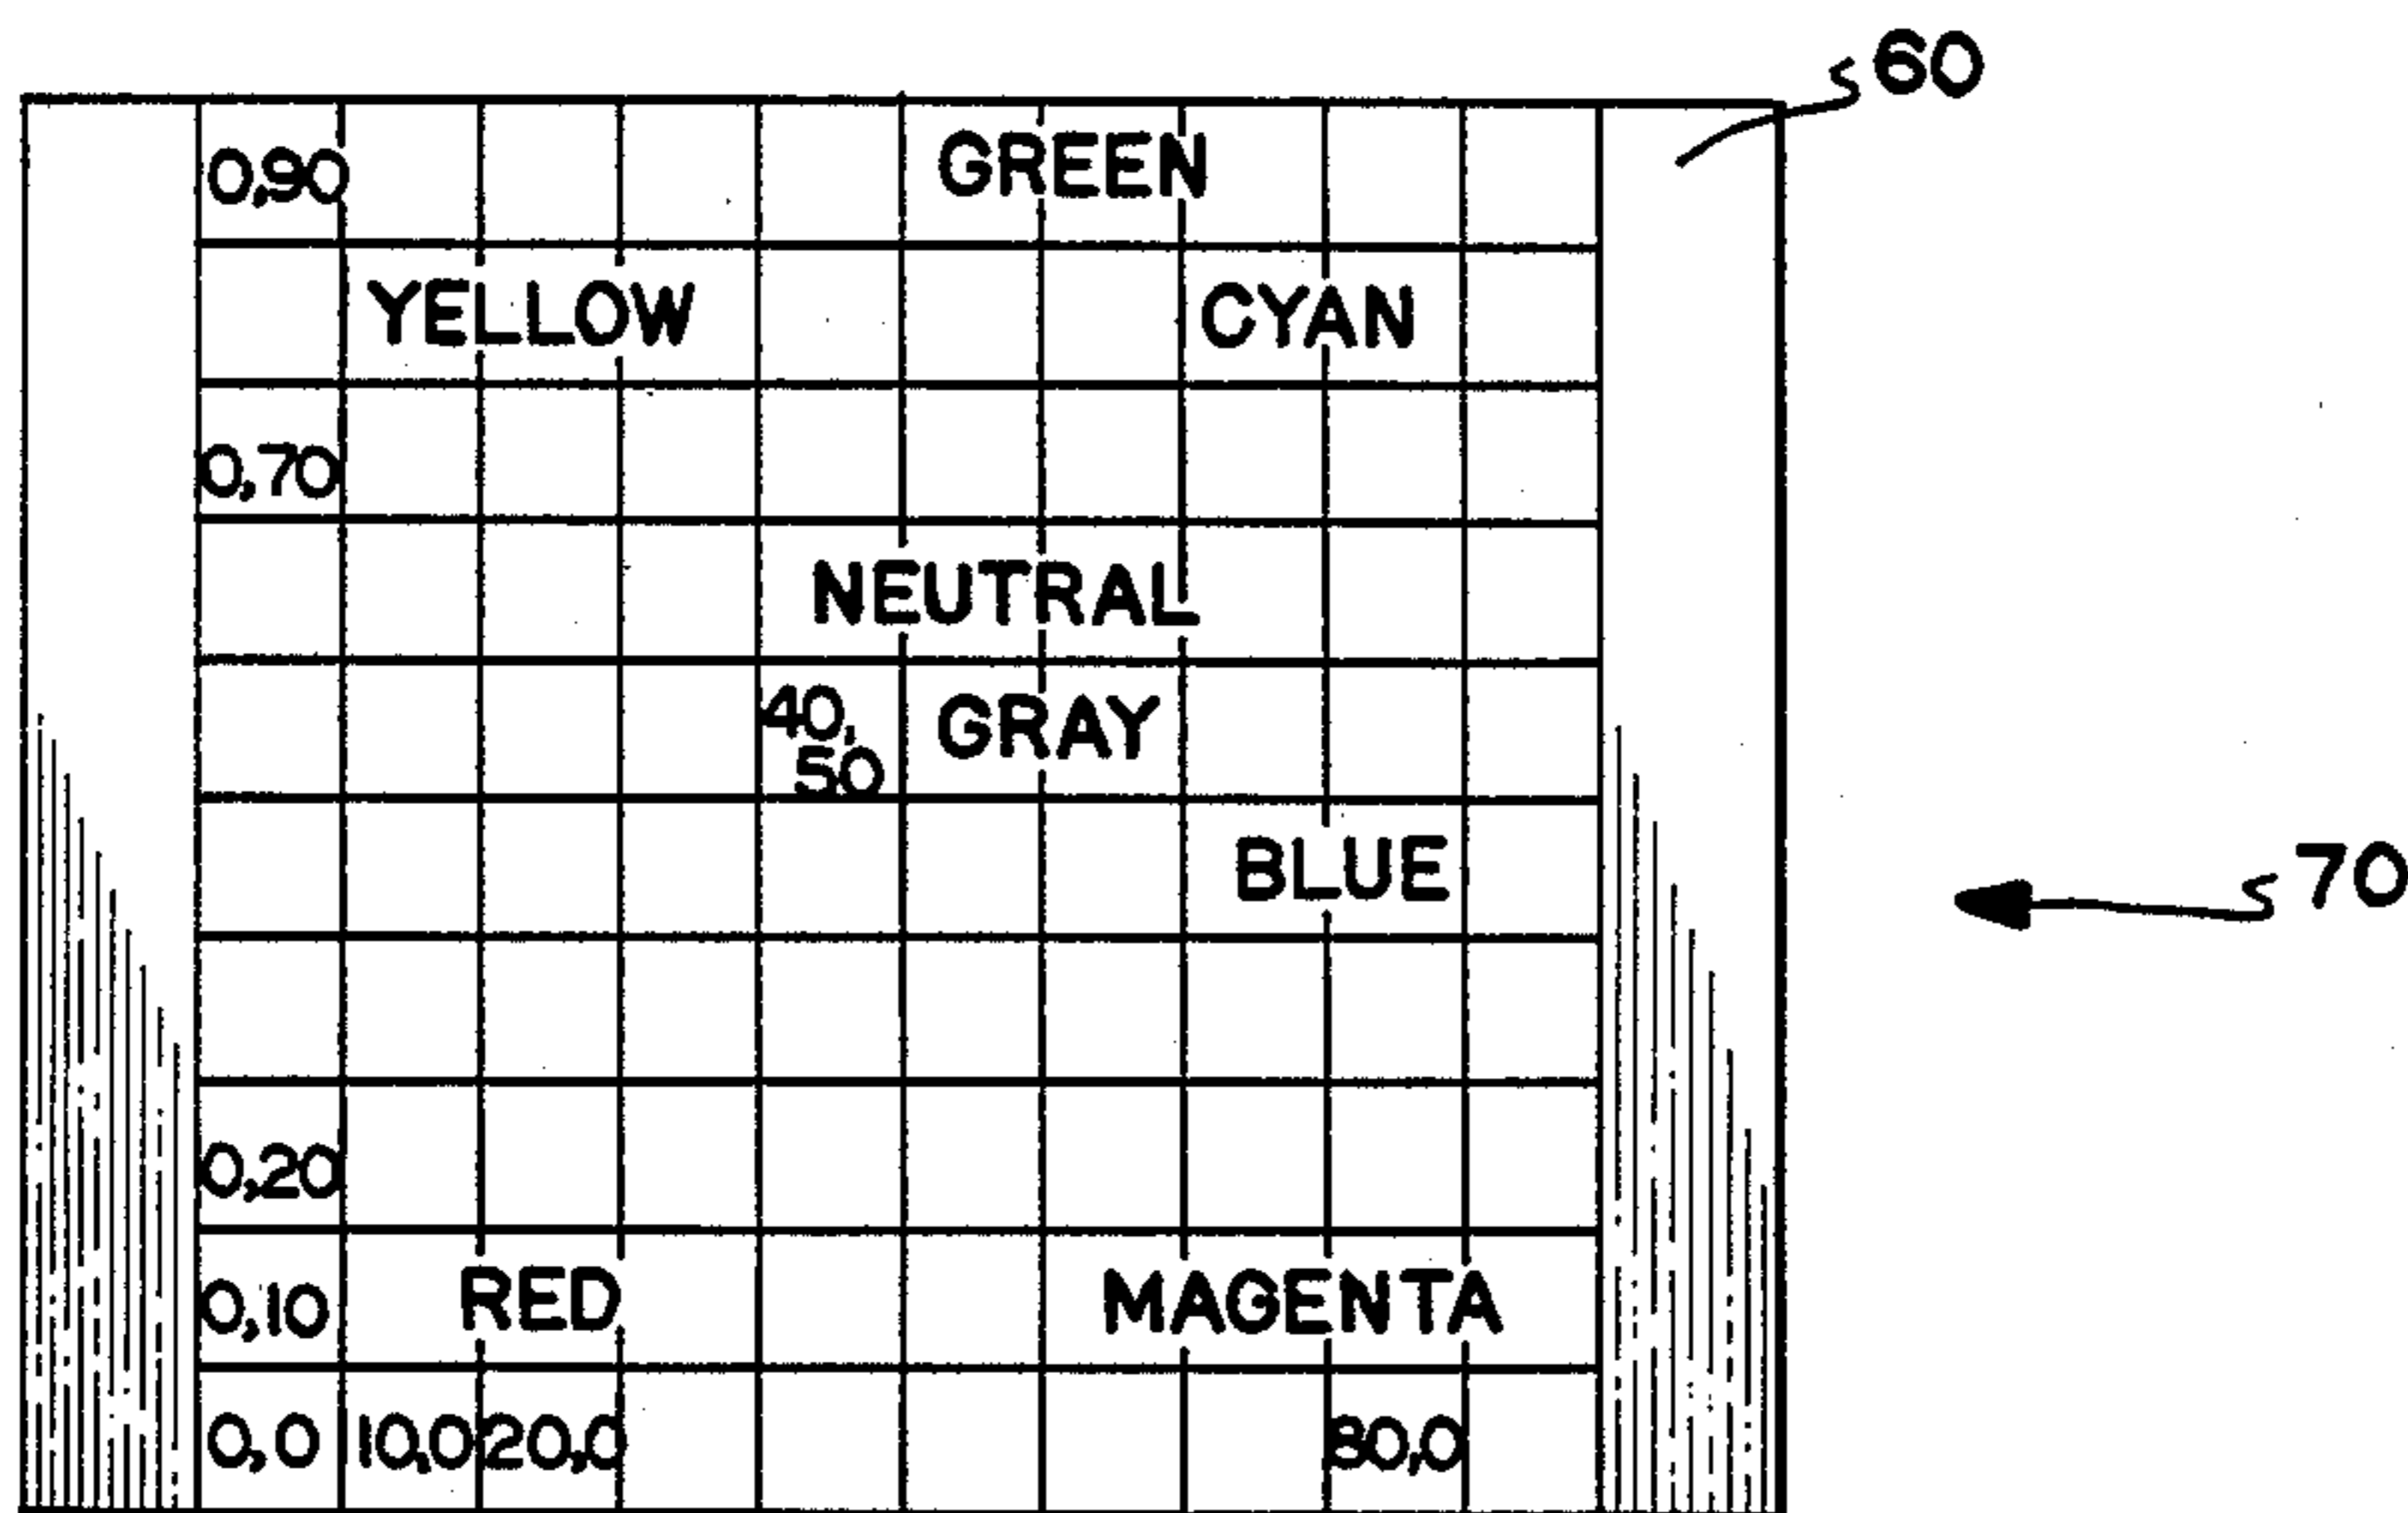 60
0,90 GREEN
YELLOW CYAN
0,70
NEUTRAL
40, GRAY
50
BLUE
70
0,20
0,10 RED MAGENTA
0,0 10,0 20,0 80,0